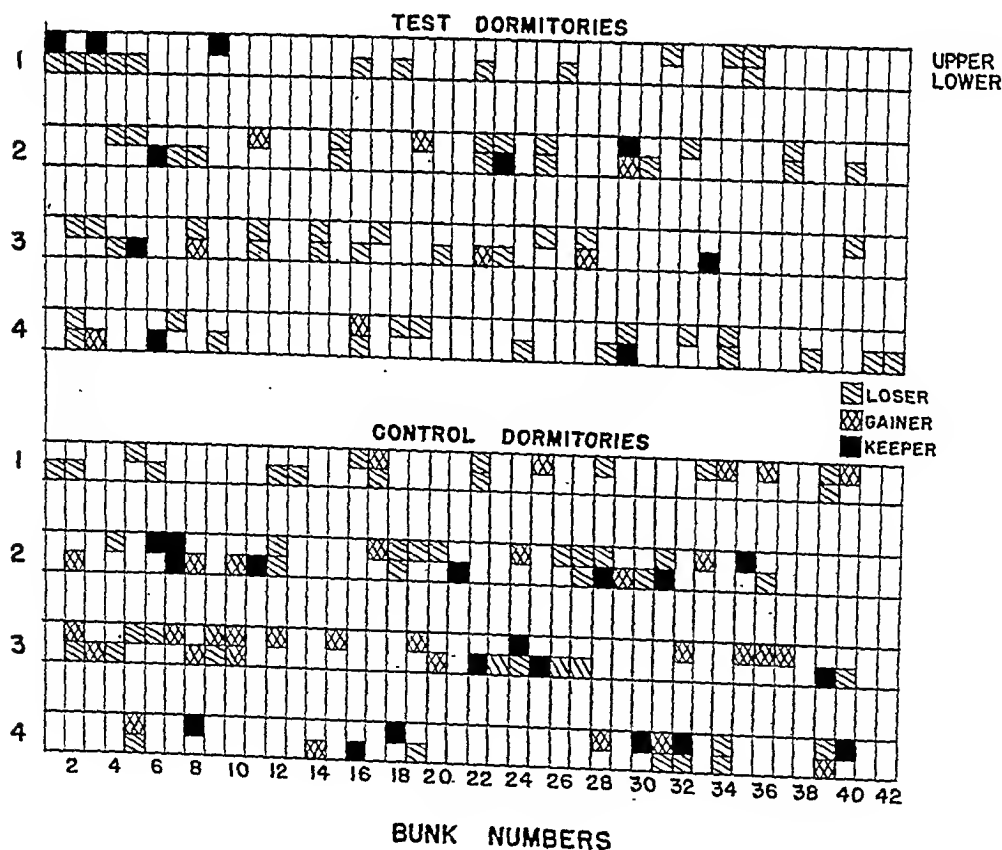 TEST DORMITORIES
1
UPPER
LOWER
2
3
4
LOSER
GAINER
KEEPER
CONTROL DORMITORIES
1
2
3
4
2 4 6 8 10 12 14 16 18 20. 22 24 26 28 30 32 34 36 38 40 42
BUNK NUMBERS